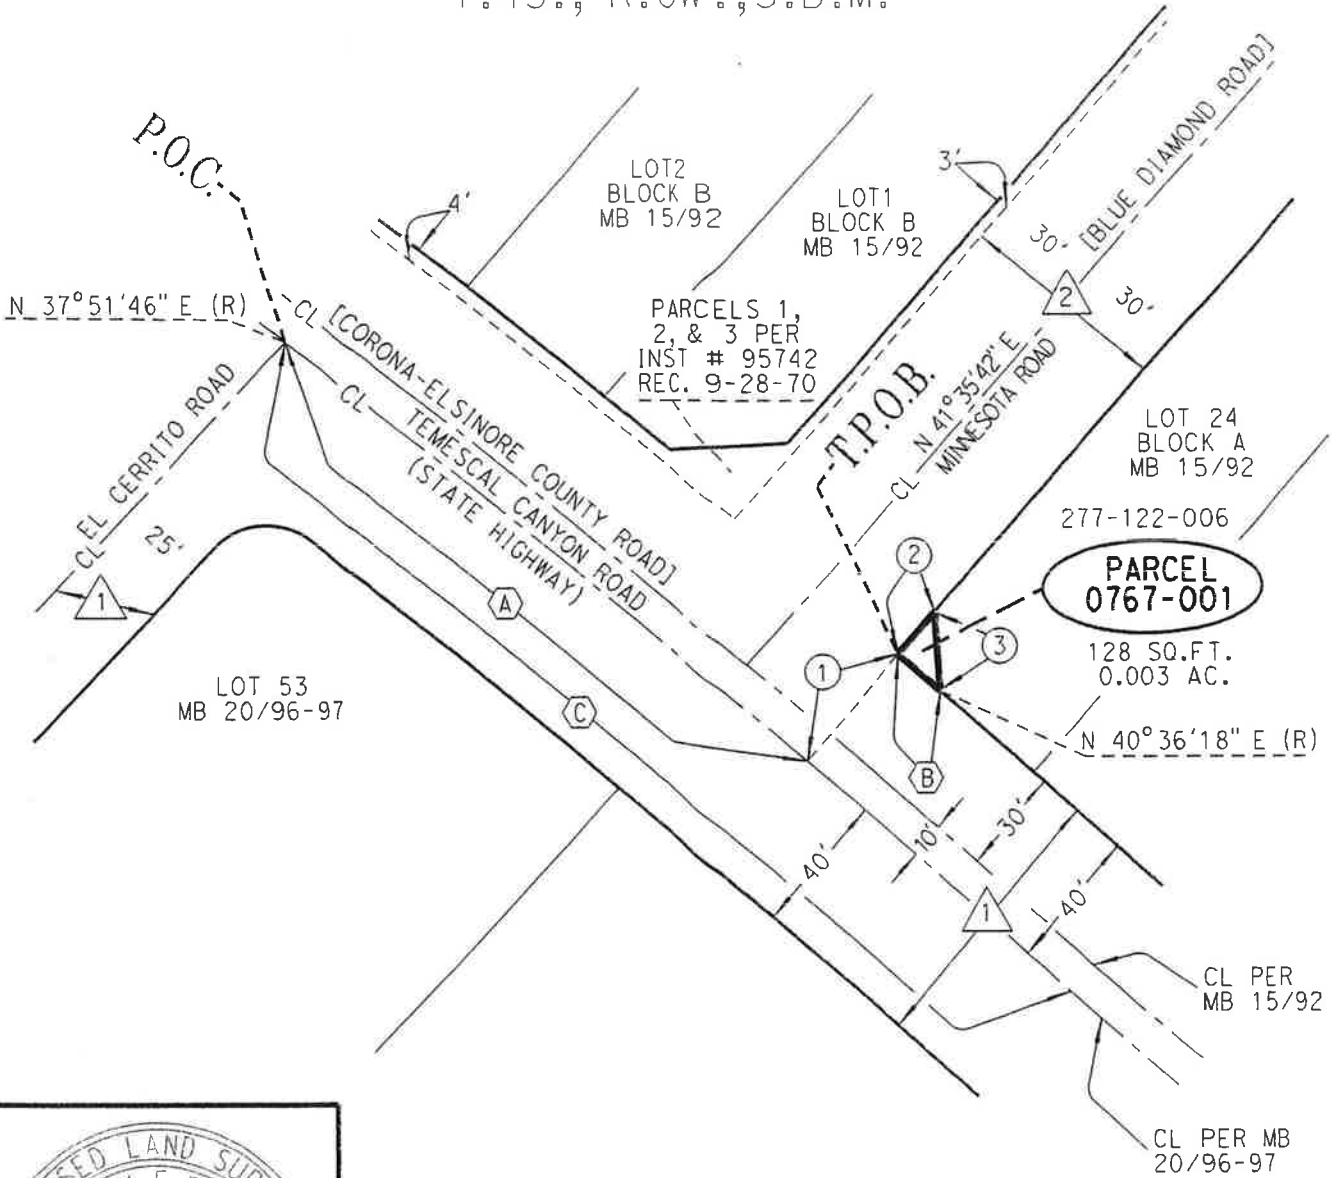 P.O.C.
N 37°51'46" E (R)
EL CERRITO ROAD
CL
25'
1
LOT 53
MB 20/96-97
4'
LOT2
BLOCK B
MB 15/92
3'
LOT1
BLOCK B
MB 15/92
PARCELS 1,
2, & 3 PER
INST # 95742
REC. 9-28-70
CL
[CORONA-ELSINORE COUNTY ROAD]
CL
TEMESCAL CANYON ROAD
(STATE HIGHWAY)
A
C
[BLUE DIAMOND ROAD]
30'
2
30'
T.P.O.B.
N 41°35'42" E
CL
MINNESOTA ROAD
LOT 24
BLOCK A
MB 15/92
277-122-006
PARCEL
0767-001
128 SQ.FT.
0.003 AC.
2
3
1
B
N 40°36'18" E (R)
40'
10'
30'
1
40'
CL PER
MB 15/92
CL PER MB
20/96-97
LAND